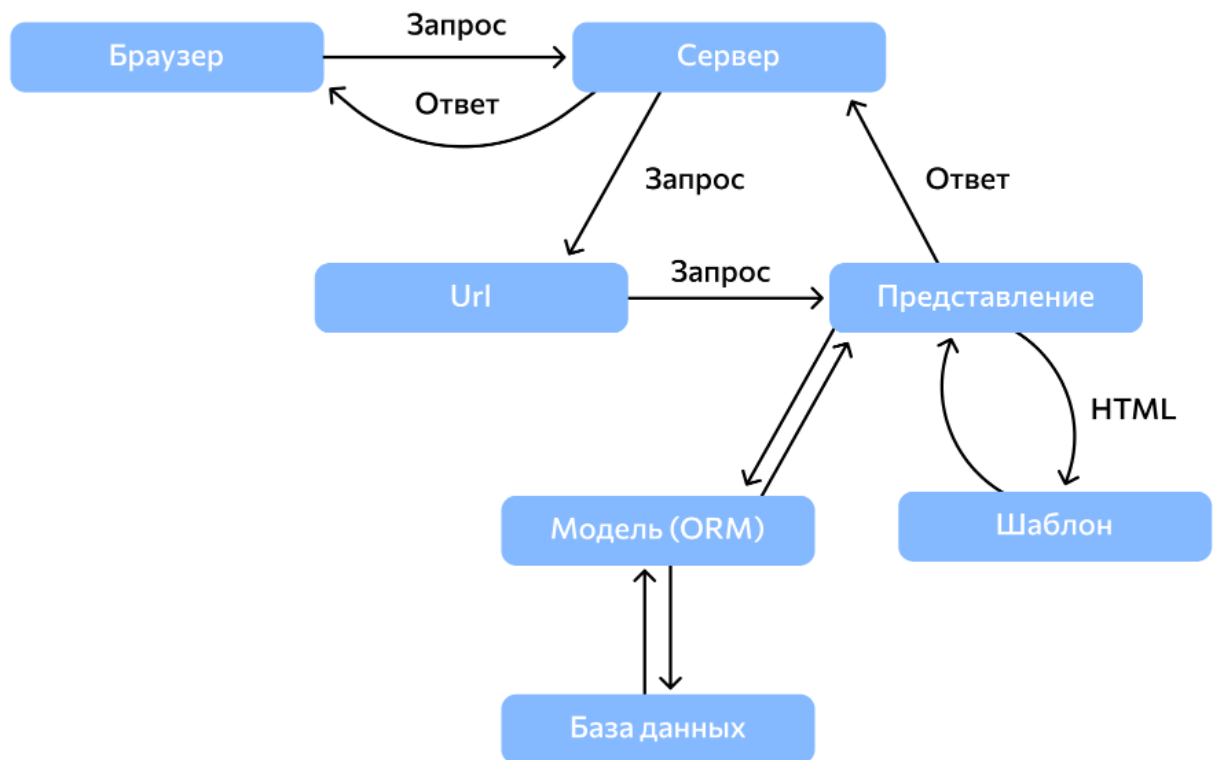 Запрос
Браузер
Сервер
Ответ
Запрос
Ответ
Запрос
Url
Представление
HTML
Модель (ORM)
Шаблон
База данных